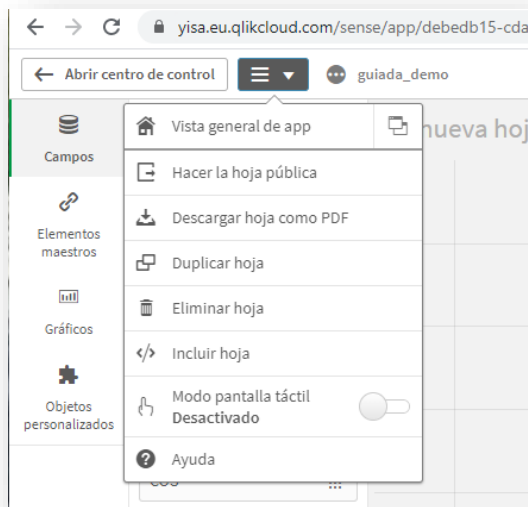 yisa.eu.qlikcloud.com/sense/app/debedb15-cda
Abrir centro de control
guiada_demo
Campos
Elementos
maestros
Gráficos
Objetos
personalizados
Vista general de app
nueva hoj
Hacer la hoja pública
Descargar hoja como PDF
Duplicar hoja
Eliminar hoja
Incluir hoja
Modo pantalla táctil
Desactivado
Ayuda